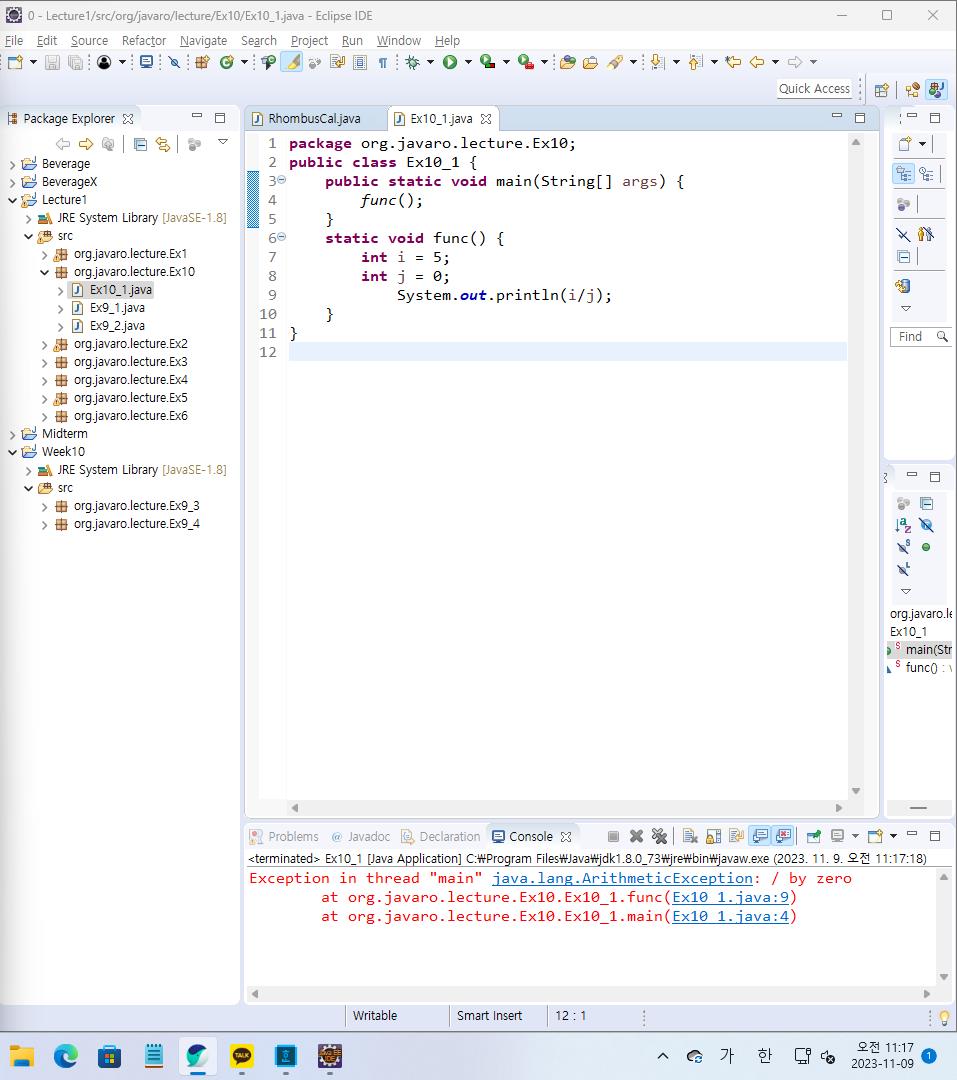 0 - Lecture1/src/org/javaro/lecture/Ex10/Ex10_1.java - Eclipse IDE
File Edit Source Refactor Navigate Search Project Run Window Help
Quick Access
Package Explorer
Beverage
BeverageX
Lecture1
JRE System Library [JavaSE-1.8]
src
org.javaro.lecture.Ex1
org.javaro.lecture.Ex10
Ex10_1.java
Ex9_1.java
Ex9_2.java
org.javaro.lecture.Ex2
org.javaro.lecture.Ex3
org.javaro.lecture.Ex4
org.javaro.lecture.Ex5
org.javaro.lecture.Ex6
Midterm
Week10
JRE System Library [JavaSE-1.8]
src
org.javaro.lecture.Ex9_3
org.javaro.lecture.Ex9_4
RhombusCal.java Ex10_1.java
1 package org.javaro.lecture.Ex10;
2 public class Ex10_1 {
3 public static void main(String[] args) {
4 func();
5 }
6 static void func() {
7 int i = 5;
8 int j = 0;
9 System.out.println(i/j);
10 }
11 }
12
Find
org.javaro.le
Ex10_1
main(Str
func() : v
Problems Javadoc Declaration Console
<terminated> Ex10_1 [Java Application] C:₩Program Files₩Java₩jdk1.8.0_73₩jre₩bin₩javaw.exe (2023. 11. 9. 오전 11:17:18)
Exception in thread "main" java.lang.ArithmeticException: / by zero
at org.javaro.lecture.Ex10.Ex10_1.func(Ex10_1.java:9)
at org.javaro.lecture.Ex10.Ex10_1.main(Ex10_1.java:4)
Writable Smart Insert 12 : 1
TALK
가 한
오전 11:17
2023-11-09
1